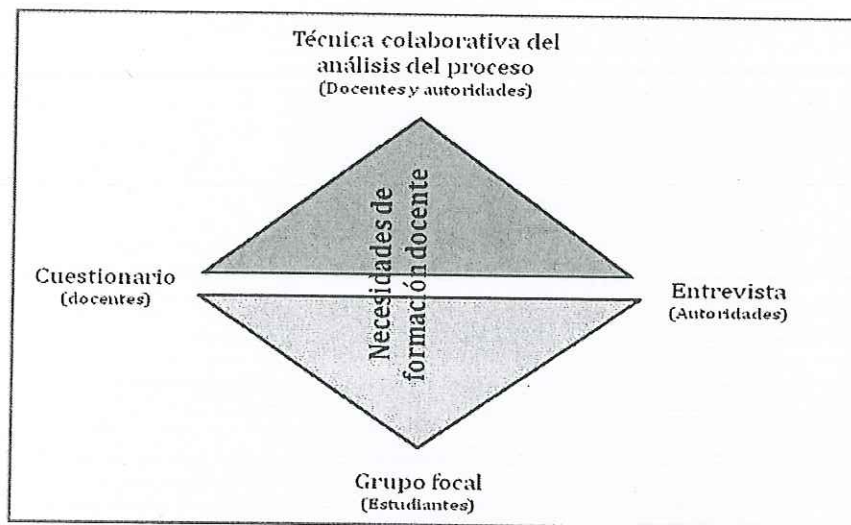 Técnica colaborativa del
análisis del proceso
(Docentes y autoridades)
Necesidades de
formación docente
Cuestionario
(docentes)
Entrevista
(Autoridades)
Grupo focal
(Estudiantes)